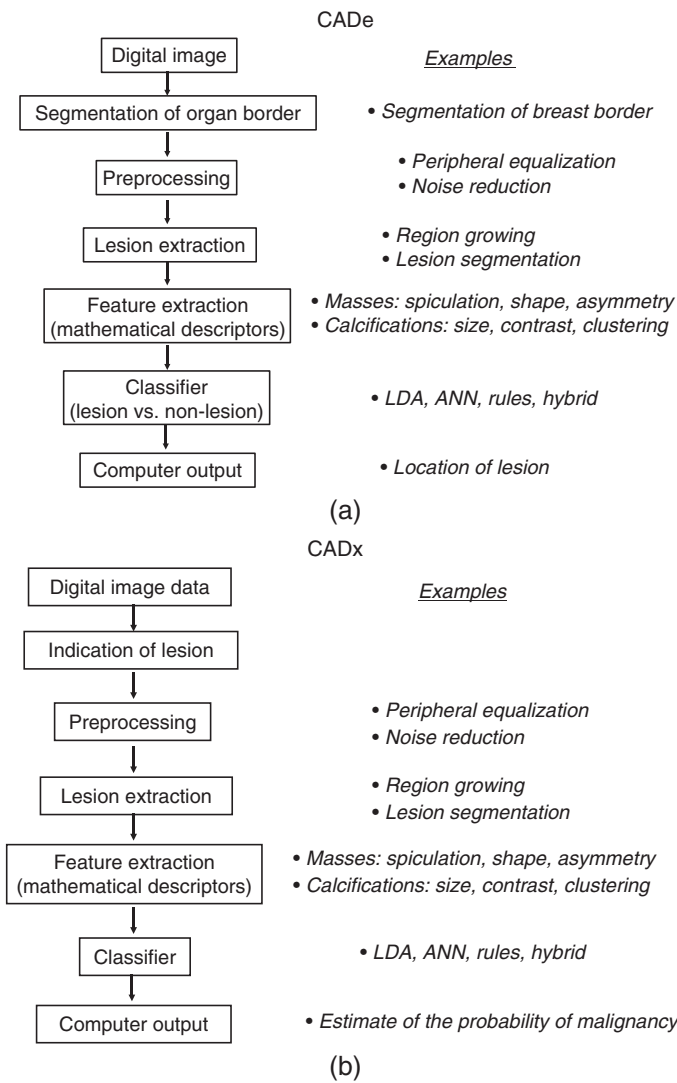 CADe
Digital image
Examples
Segmentation of organ border
• Segmentation of breast border
Preprocessing
• Peripheral equalization
• Noise reduction
Lesion extraction
• Region growing
• Lesion segmentation
Feature extraction
(mathematical descriptors)
• Masses: spiculation, shape, asymmetry
• Calcifications: size, contrast, clustering
Classifier
(lesion vs. non-lesion)
• LDA, ANN, rules, hybrid
Computer output
• Location of lesion
(a)
CADx
Digital image data
Examples
Indication of lesion
Preprocessing
• Peripheral equalization
• Noise reduction
Lesion extraction
• Region growing
• Lesion segmentation
Feature extraction
(mathematical descriptors)
• Masses: spiculation, shape, asymmetry
• Calcifications: size, contrast, clustering
Classifier
• LDA, ANN, rules, hybrid
Computer output
• Estimate of the probability of malignancy
(b)